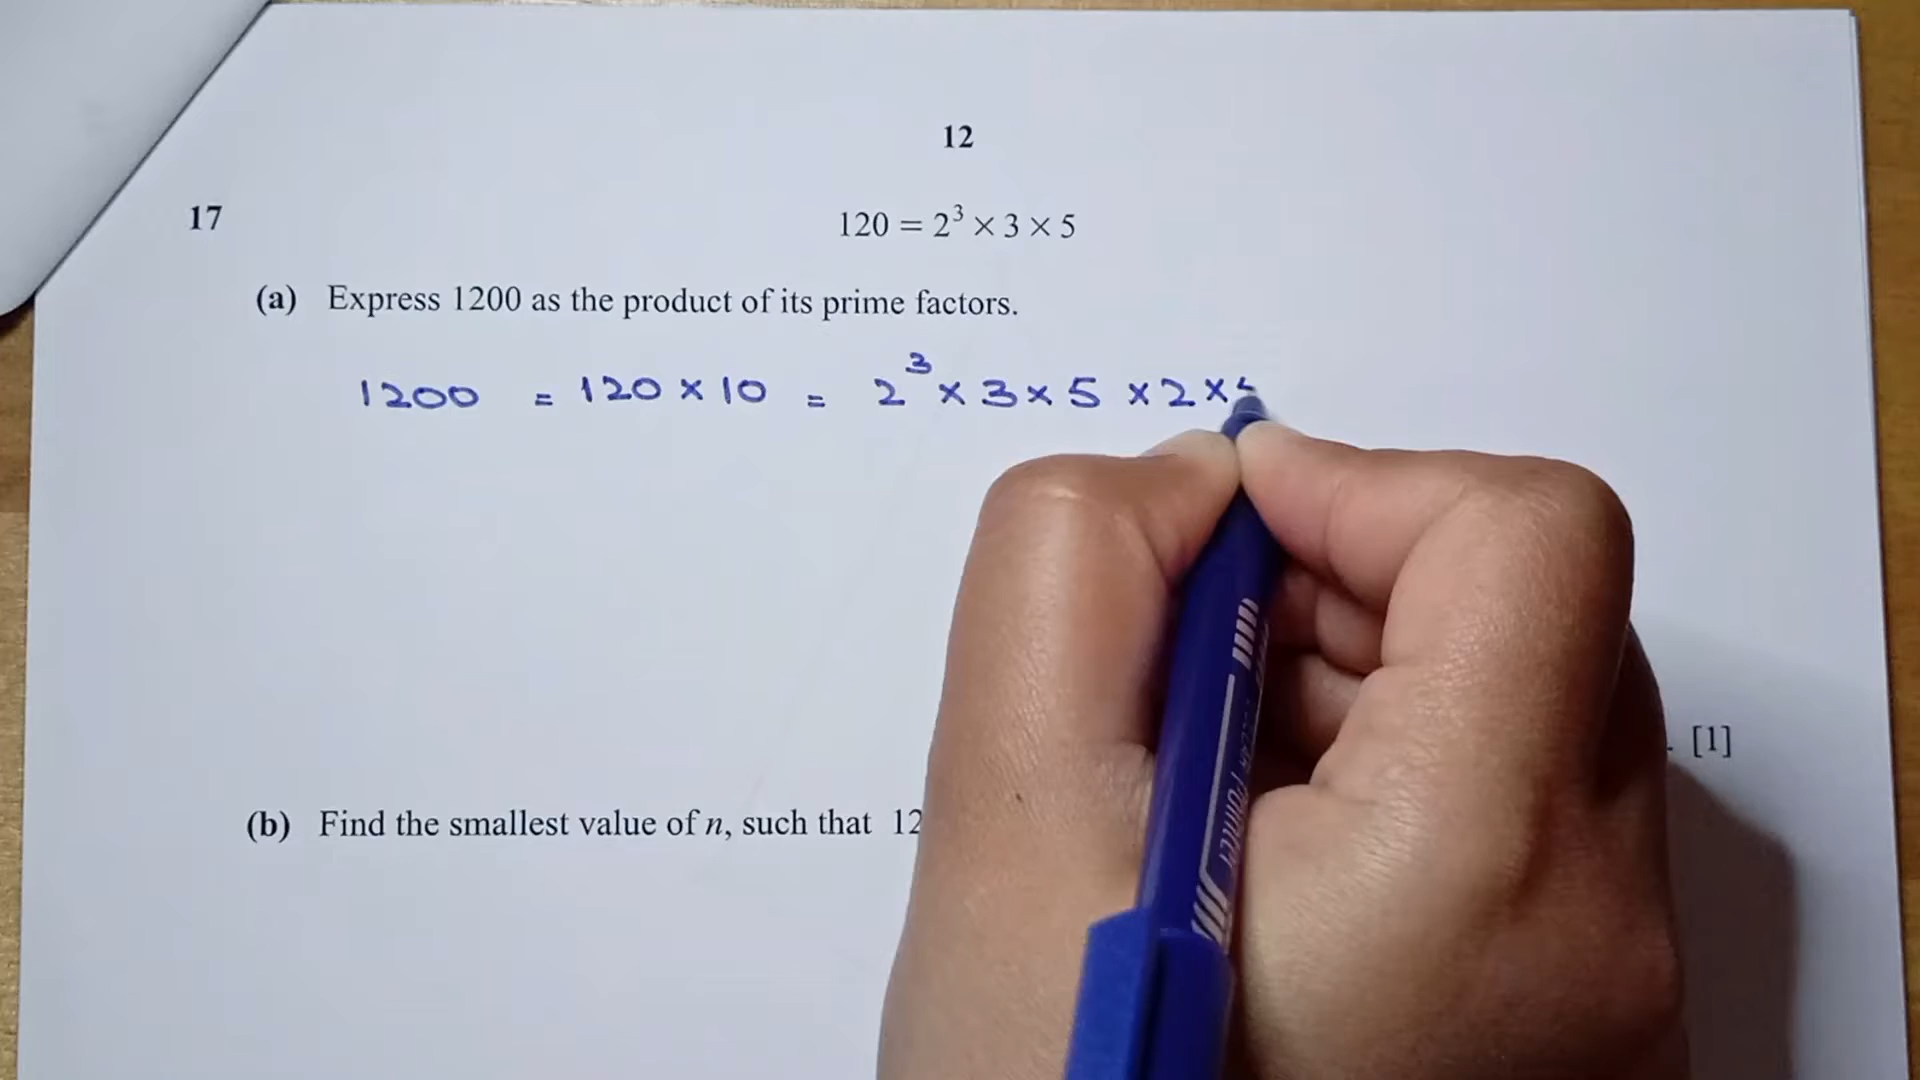 12
17
120 = 2³ × 3 × 5
(a) Express 1200 as the product of its prime factors.
1200 = 120 × 10 = 2³ × 3 × 5 × 2 ×
[1]
(b) Find the smallest value of n, such that 12